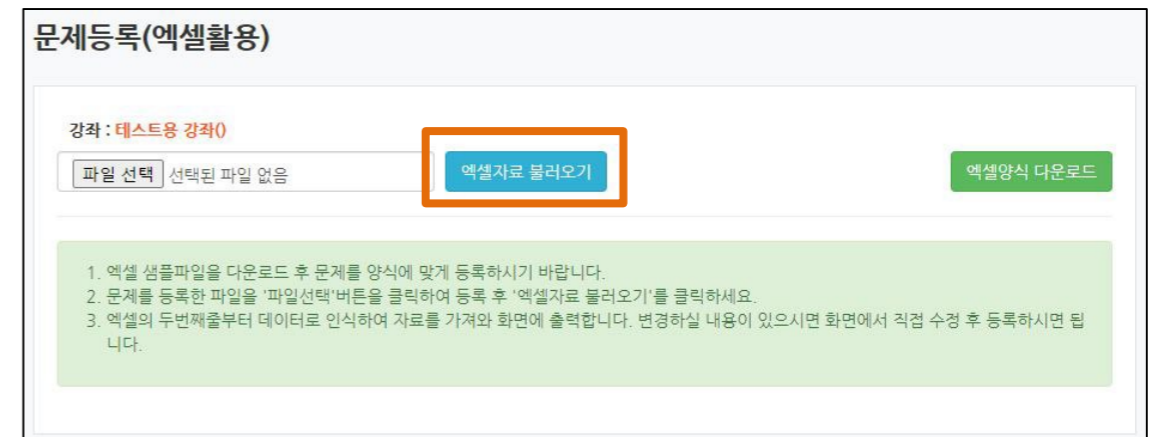 문제등록(엑셀활용)
강좌 : 테스트용 강좌()
파일 선택 선택된 파일 없음 엑셀자료 불러오기 엑셀양식 다운로드
1. 엑셀 샘플파일을 다운로드 후 문제를 양식에 맞게 등록하시기 바랍니다.
2. 문제를 등록한 파일을 '파일선택'버튼을 클릭하여 등록 후 '엑셀자료 불러오기'를 클릭하세요.
3. 엑셀의 두번째줄부터 데이터로 인식하여 자료를 가져와 화면에 출력합니다. 변경하실 내용이 있으시면 화면에서 직접 수정 후 등록하시면 됩
니다.